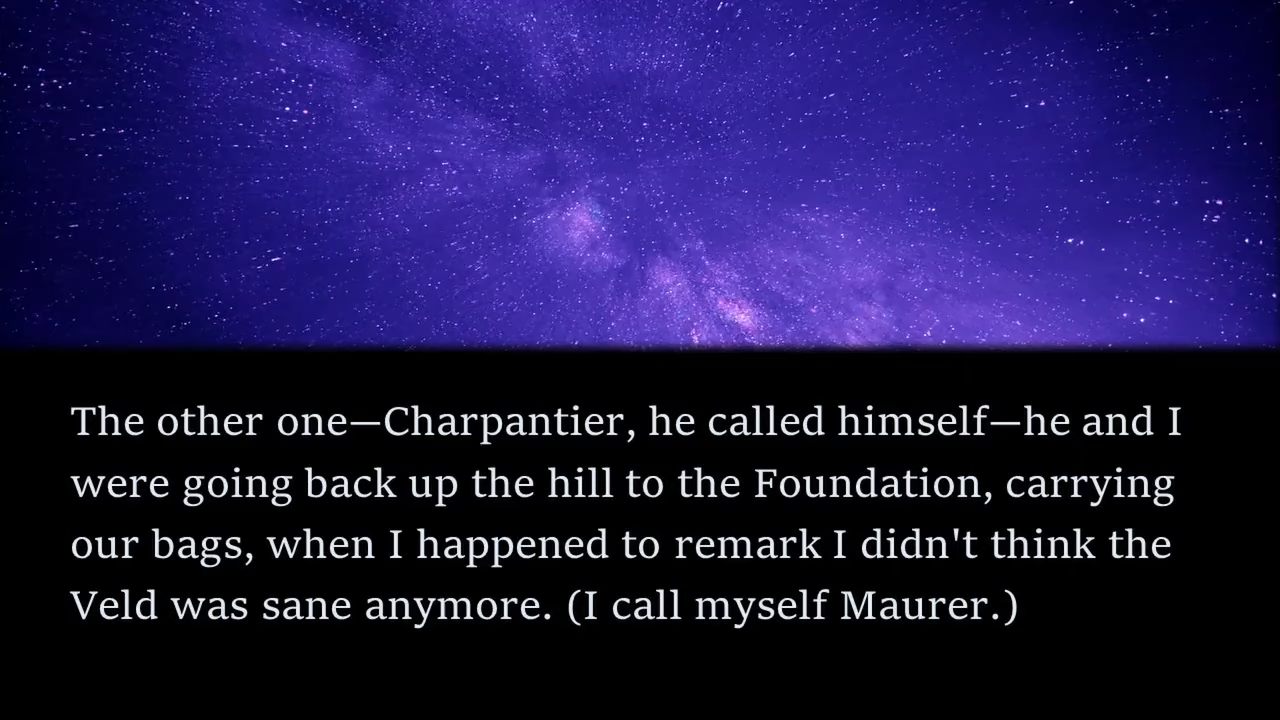 The other one—Charpantier, he called himself—he and I
were going back up the hill to the Foundation, carrying
our bags, when I happened to remark I didn't think the
Veld was sane anymore. (I call myself Maurer.)